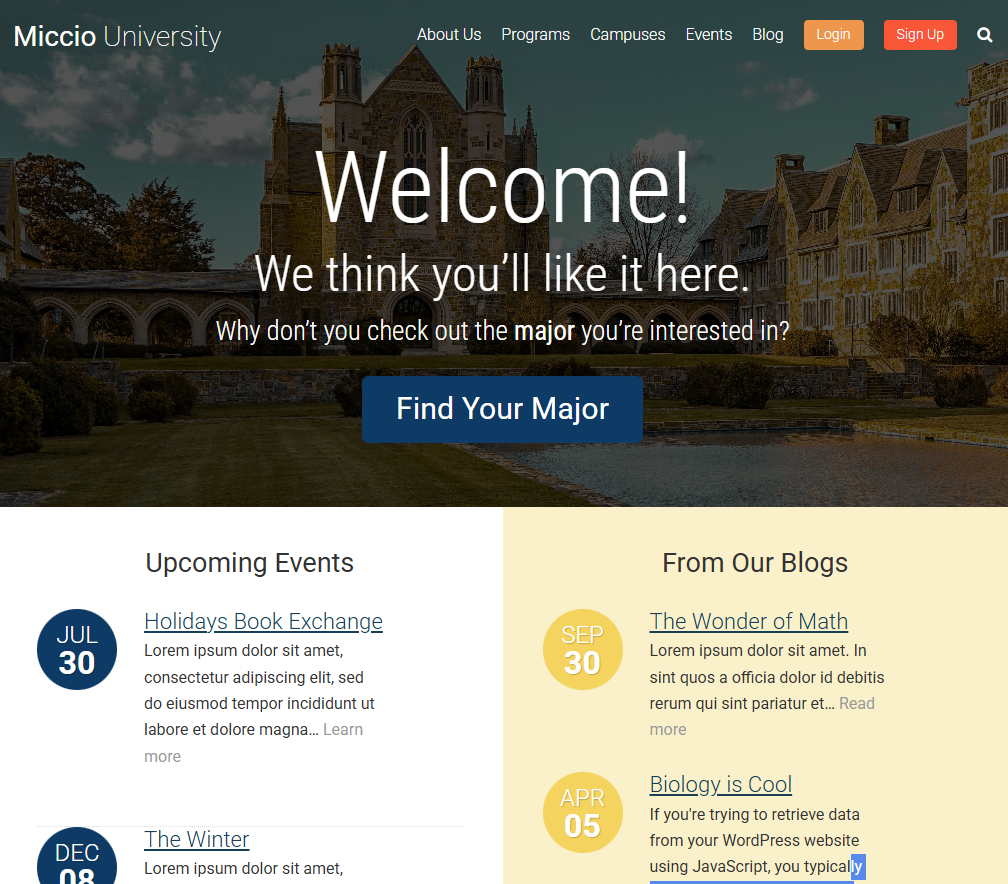 Miccio University
About Us Programs Campuses Events Blog Login Sign Up
Welcome!
We think you’ll like it here.
Why don’t you check out the major you’re interested in?
Find Your Major
Upcoming Events
JUL
30
Holidays Book Exchange
Lorem ipsum dolor sit amet,
consectetur adipiscing elit, sed
do eiusmod tempor incididunt ut
labore et dolore magna… Learn
more
DEC
08
The Winter
Lorem ipsum dolor sit amet,
From Our Blogs
SEP
30
The Wonder of Math
Lorem ipsum dolor sit amet. In
sint quos a officia dolor id debitis
rerum qui sint pariatur et… Read
more
APR
05
Biology is Cool
If you're trying to retrieve data
from your WordPress website
using JavaScript, you typically